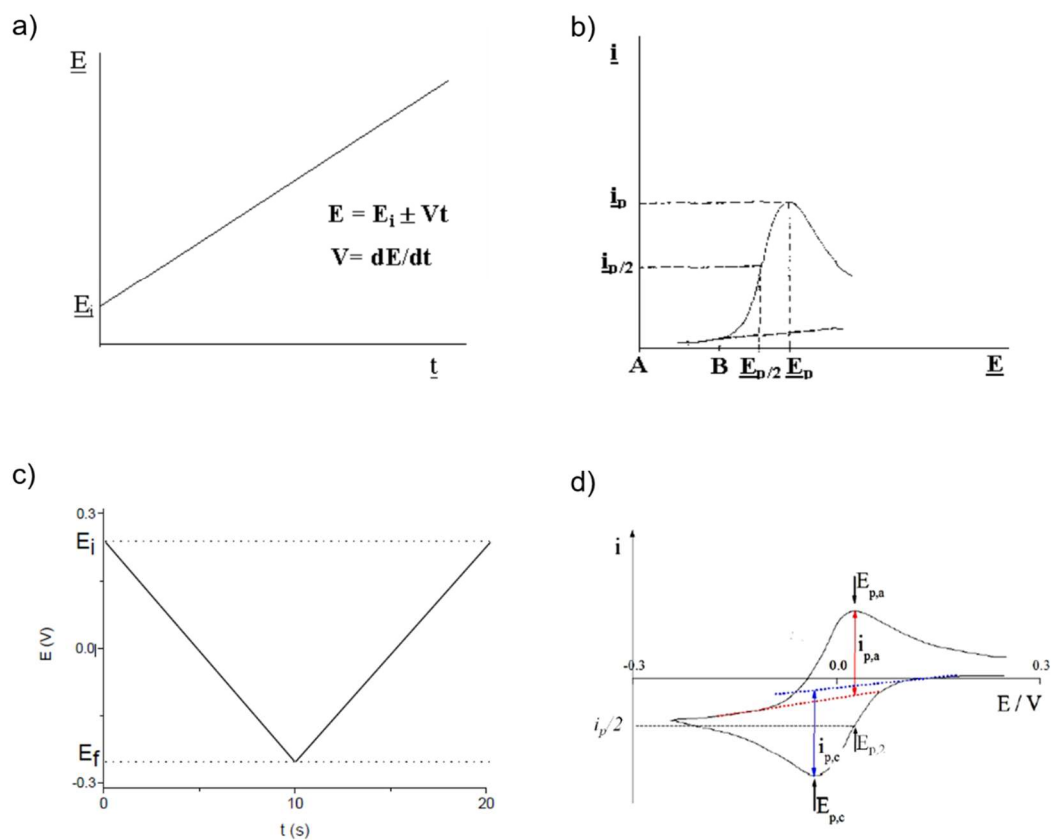 a)
E
E = Ei ± Vt
V= dE/dt
Ei
t
b)
i
ip
ip/2
A
B
Ep/2
Ep
E
c)
0.3
Ei
E (V)
0.0
Ef
-0.3
0
10
20
t (s)
d)
i
Ep,a
ip,a
-0.3
0.0
0.3
E / V
ip/2
ip,c
Ep,2
Ep,c